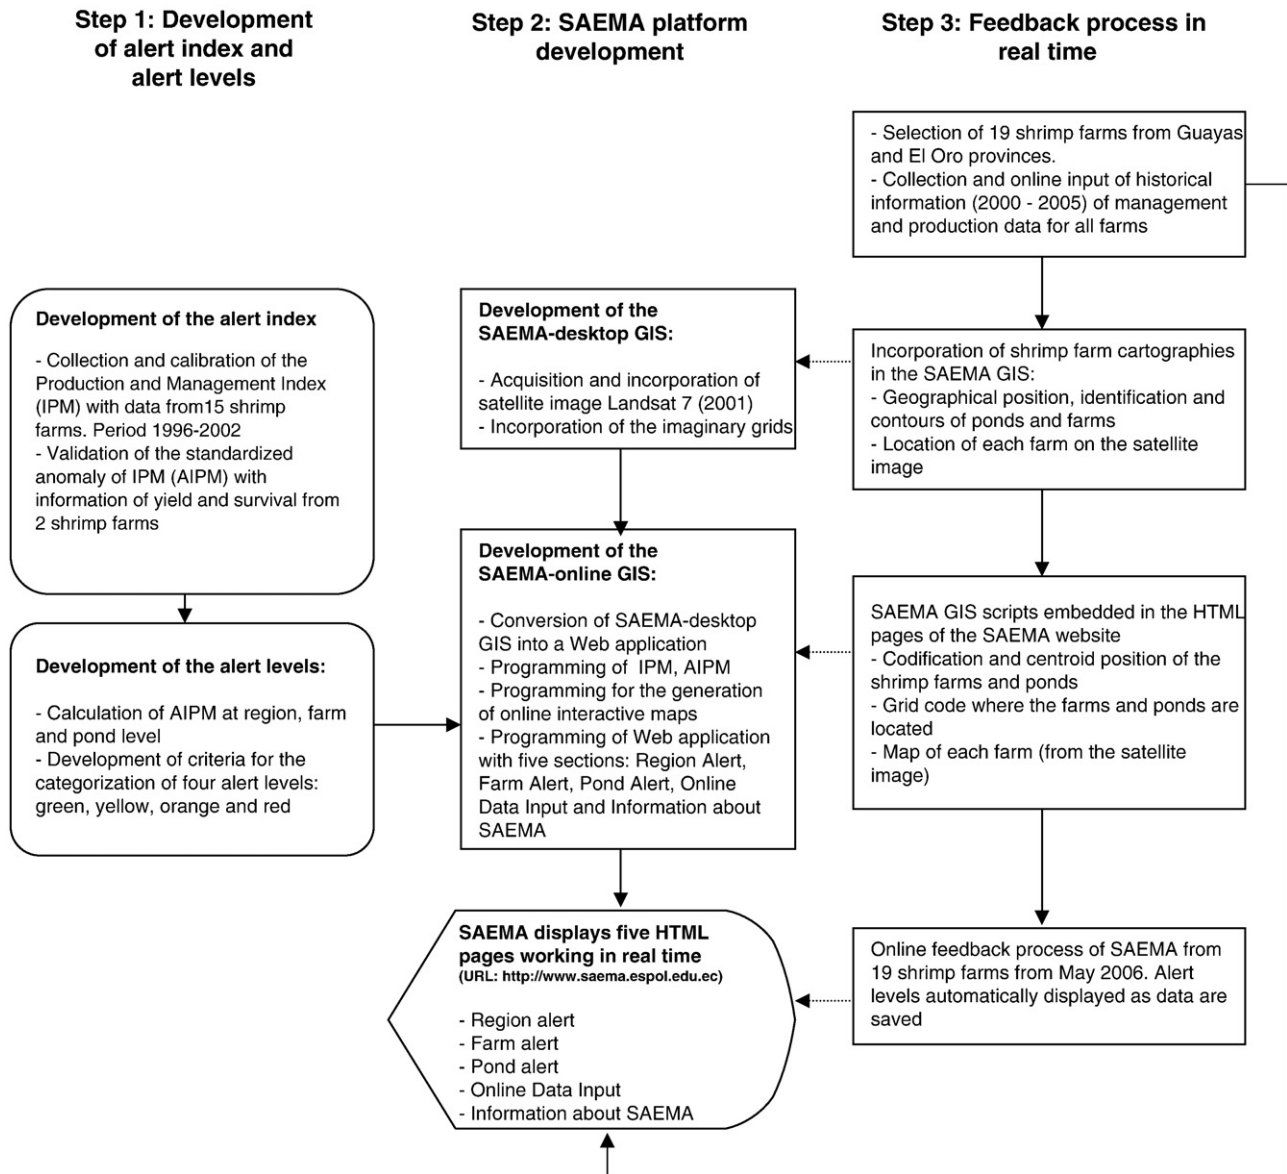 Step 1: Development
of alert index and
alert levels
Step 2: SAEMA platform
development
Step 3: Feedback process in
real time
Development of the alert index
- Collection and calibration of the
Production and Management Index
(IPM) with data from15 shrimp
farms. Period 1996-2002
- Validation of the standardized
anomaly of IPM (AIPM) with
information of yield and survival from
2 shrimp farms
Development of the alert levels:
- Calculation of AIPM at region, farm
and pond level
- Development of criteria for the
categorization of four alert levels:
green, yellow, orange and red
Development of the
SAEMA-desktop GIS:
- Acquisition and incorporation of
satellite image Landsat 7 (2001)
- Incorporation of the imaginary grids
Development of the
SAEMA-online GIS:
- Conversion of SAEMA-desktop
GIS into a Web application
- Programming of IPM, AIPM
- Programming for the generation
of online interactive maps
- Programming of Web application
with five sections: Region Alert,
Farm Alert, Pond Alert, Online
Data Input and Information about
SAEMA
SAEMA displays five HTML
pages working in real time
(URL: http://www.saema.espol.edu.ec)
- Region alert
- Farm alert
- Pond alert
- Online Data Input
- Information about SAEMA
- Selection of 19 shrimp farms from Guayas
and El Oro provinces.
- Collection and online input of historical
information (2000 - 2005) of management
and production data for all farms
Incorporation of shrimp farm cartographies
in the SAEMA GIS:
- Geographical position, identification and
contours of ponds and farms
- Location of each farm on the satellite
image
SAEMA GIS scripts embedded in the HTML
pages of the SAEMA website
- Codification and centroid position of the
shrimp farms and ponds
- Grid code where the farms and ponds are
located
- Map of each farm (from the satellite
image)
Online feedback process of SAEMA from
19 shrimp farms from May 2006. Alert
levels automatically displayed as data are
saved